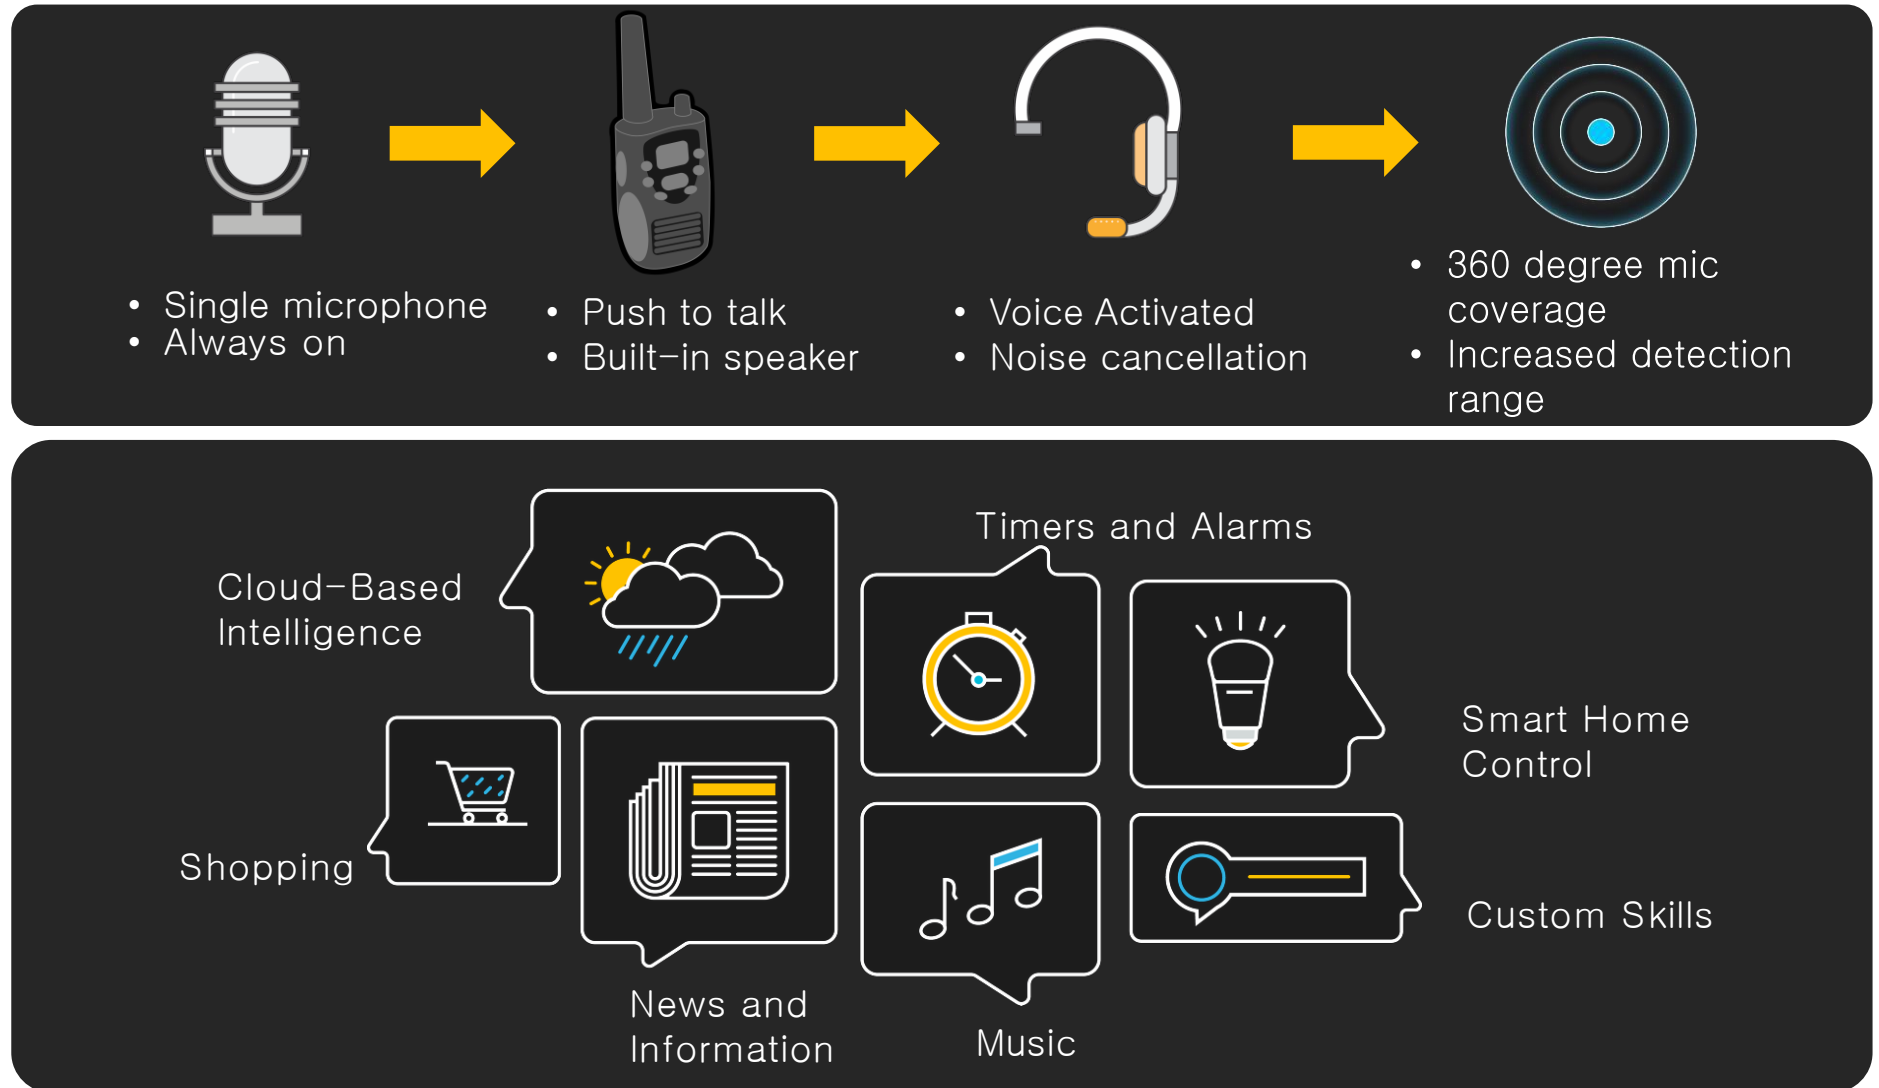 • Single microphone
• Always on
• Push to talk
• Built-in speaker
• Voice Activated
• Noise cancellation
• 360 degree mic
coverage
• Increased detection
range
Cloud-Based
Intelligence
Timers and Alarms
Smart Home
Control
Shopping
Custom Skills
News and
Information
Music